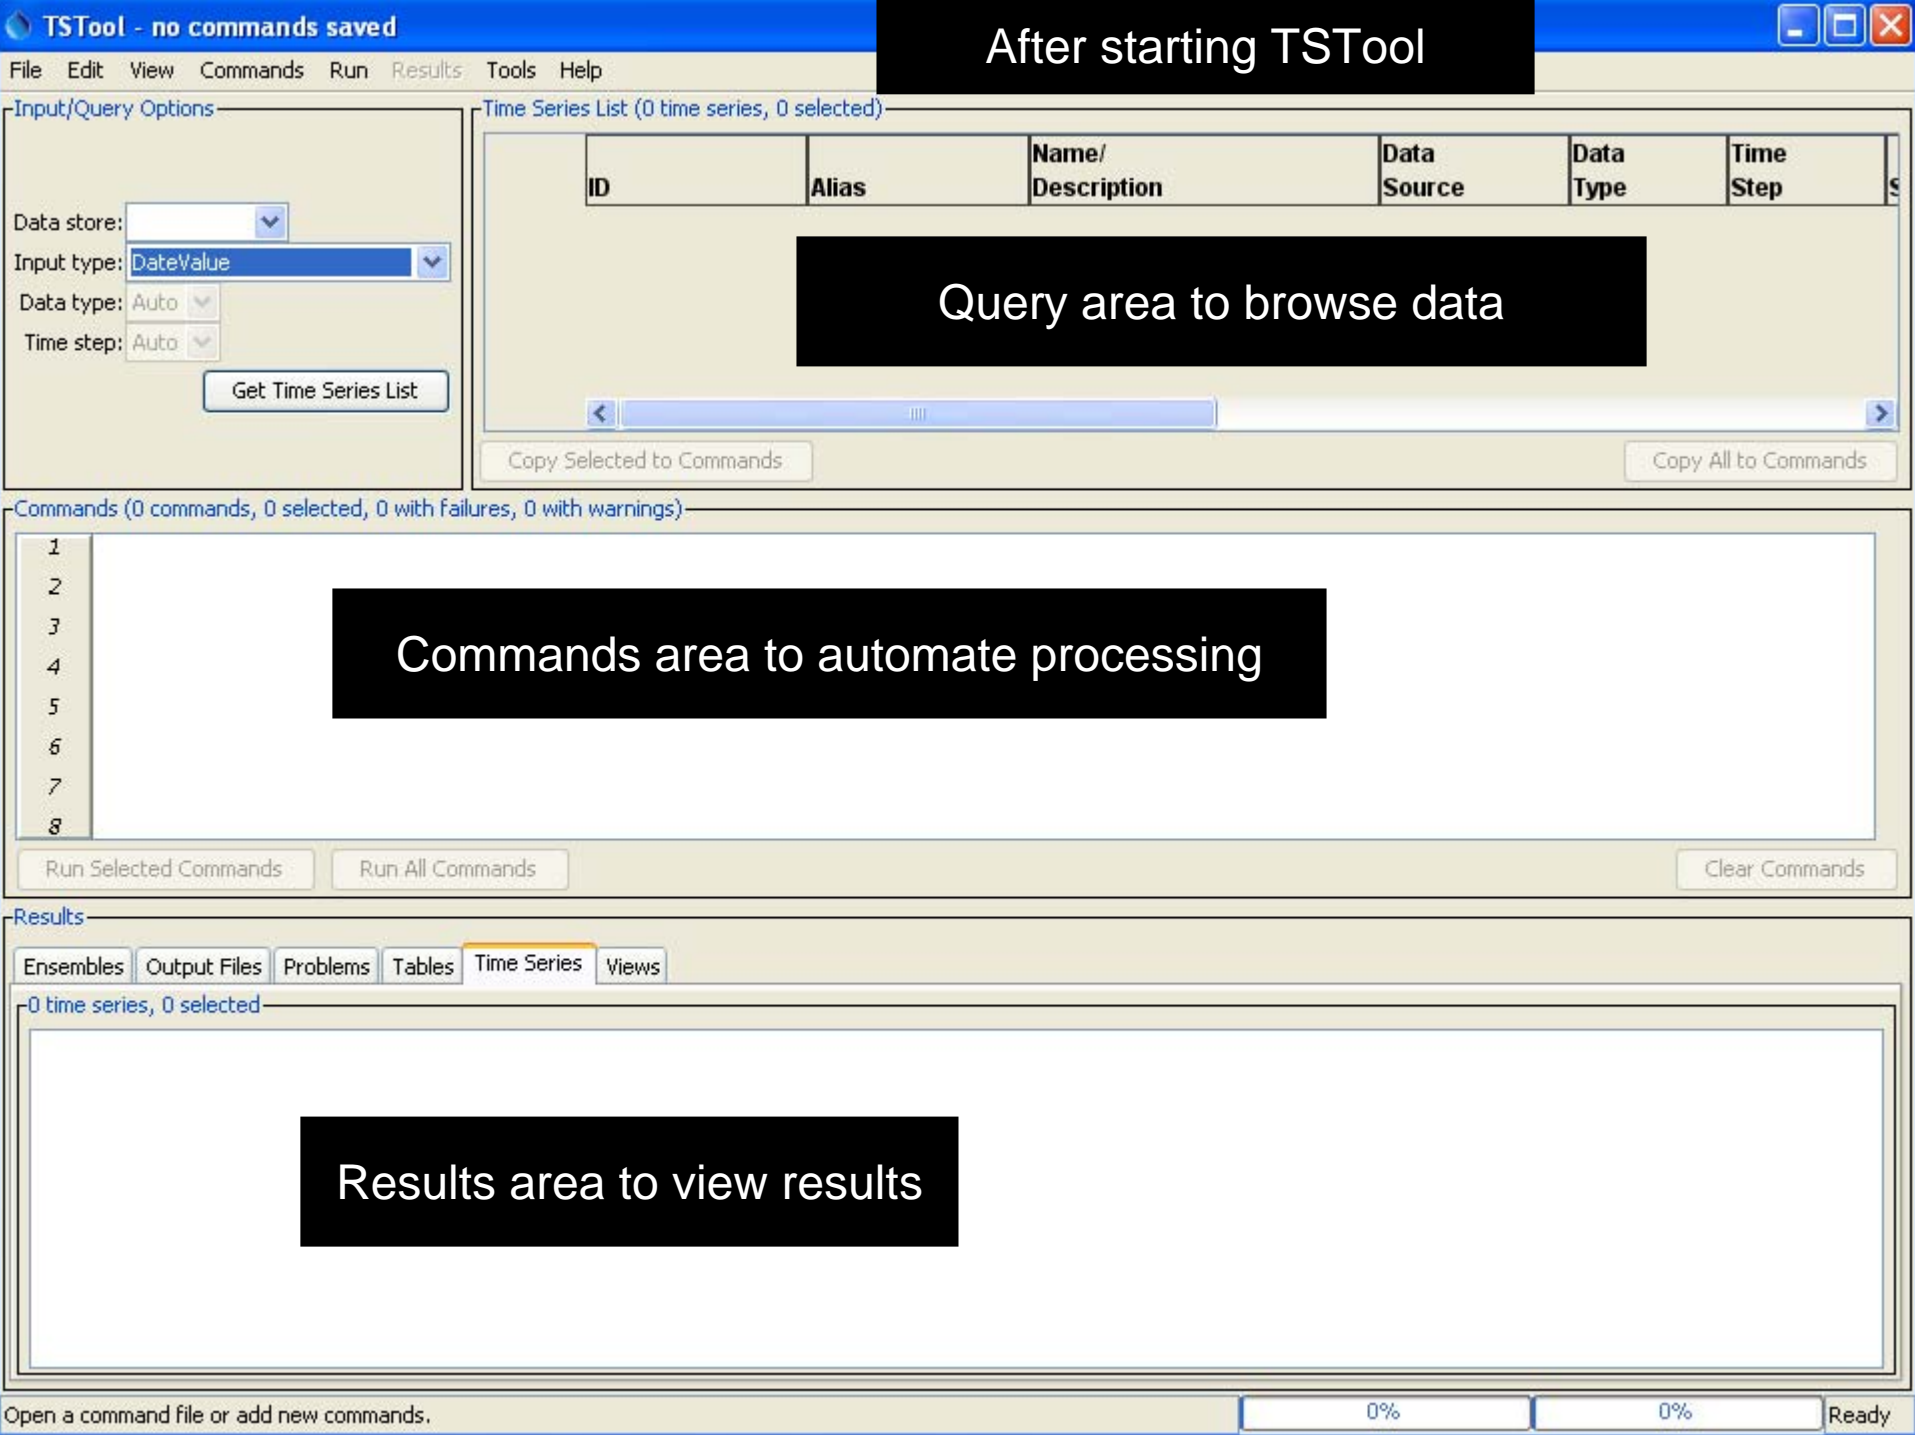 TSTool - no commands saved
After starting TSTool
File Edit View Commands Run Results Tools Help
Input/Query Options
Time Series List (0 time series, 0 selected)
ID
Alias
Name/
Description
Data
Source
Data
Type
Time
Step
Data store:
Input type: DateValue
Data type: Auto
Time step: Auto
Get Time Series List
Query area to browse data
Copy Selected to Commands
Copy All to Commands
Commands (0 commands, 0 selected, 0 with failures, 0 with warnings)
1
2
3
4
5
6
7
8
Commands area to automate processing
Run Selected Commands
Run All Commands
Clear Commands
Results
Ensembles Output Files Problems Tables Time Series Views
0 time series, 0 selected
Results area to view results
Open a command file or add new commands.
0%
0%
Ready